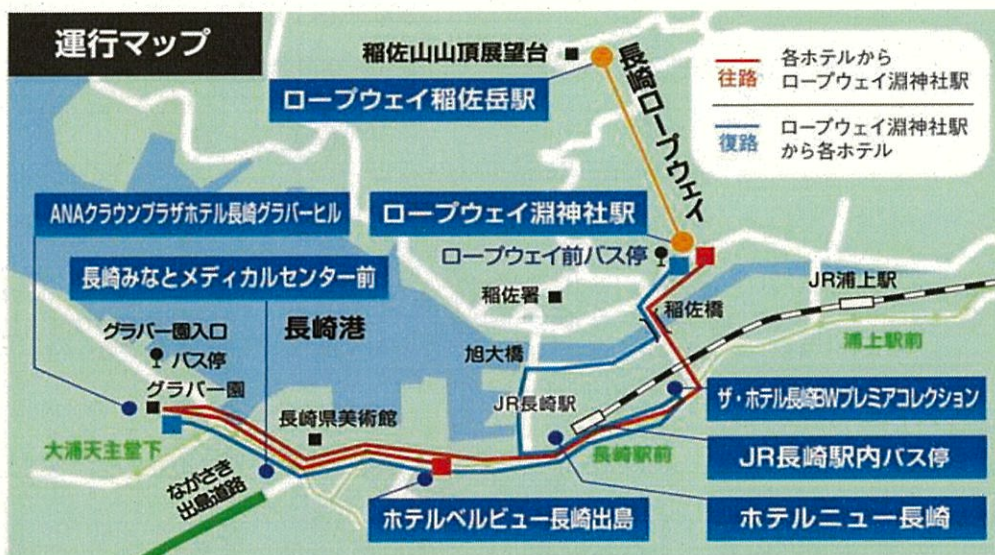 運行マップ
稲佐山山頂展望台
ロープウェイ稲佐岳駅
長崎ロープウェイ
往路
各ホテルから
ロープウェイ淵神社駅
復路
ロープウェイ淵神社駅
から各ホテル
ANAクラウンプラザホテル長崎グラバーヒル
ロープウェイ淵神社駅
ロープウェイ前バス停
長崎みなとメディカルセンター前
稲佐署
稲佐橋
JR浦上駅
グラバー園入口
バス停
長崎港
旭大橋
浦上駅前
グラバー園
長崎県美術館
JR長崎駅
ザ・ホテル長崎BWプレミアコレクション
大浦天主堂下
長崎駅前
JR長崎駅内バス停
ながさき
出島道路
ホテルベルビュー長崎出島
ホテルニュー長崎